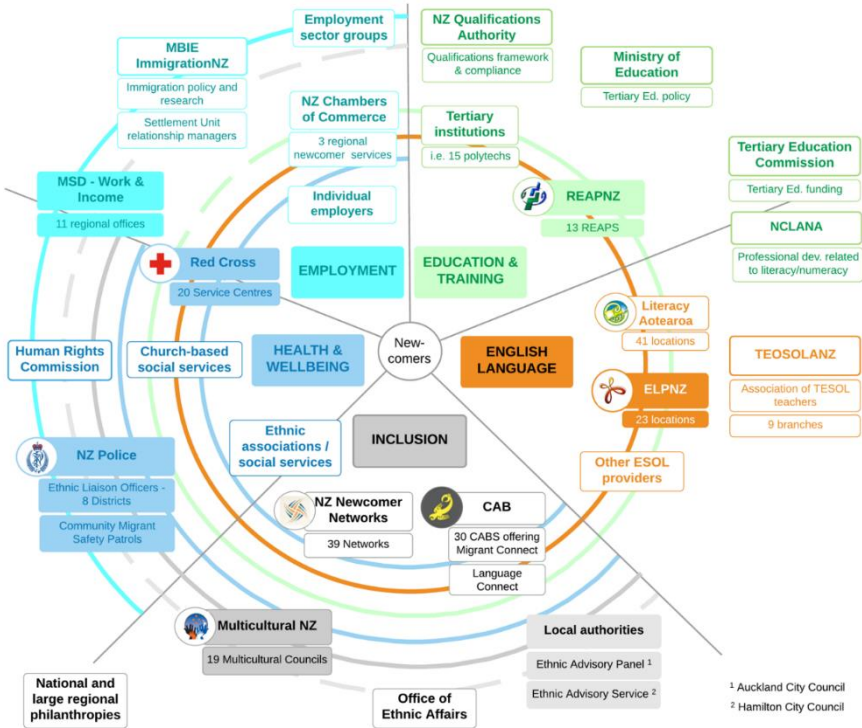 Employment
sector groups
NZ Qualifications
Authority
Qualifications framework
& compliance
MBIE
ImmigrationNZ
Immigration policy and
research
Settlement Unit
relationship managers
Ministry of
Education
Tertiary Ed. policy
NZ Chambers
of Commerce
3 regional
newcomer services
Tertiary
institutions
i.e. 15 polytechs
Tertiary Education
Commission
Tertiary Ed. funding
MSD - Work &
Income
11 regional offices
Individual
employers
REAPNZ
13 REAPS
NCLANA
Professional dev. related
to literacy/numeracy
Red Cross
20 Service Centres
EMPLOYMENT
EDUCATION &
TRAINING
Literacy
Aotearoa
41 locations
Human Rights
Commission
Church-based
social services
HEALTH &
WELLBEING
New-
comers
ENGLISH
LANGUAGE
TEOSOLANZ
Association of TESOL
teachers
9 branches
ELPNZ
23 locations
Ethnic
associations /
social services
INCLUSION
Other ESOL
providers
NZ Police
Ethnic Liaison Officers -
8 Districts
Community Migrant
Safety Patrols
NZ Newcomer
Networks
39 Networks
CAB
30 CABS offering
Migrant Connect
Language
Connect
Multicultural NZ
19 Multicultural Councils
Local authorities
Ethnic Advisory Panel 1
Ethnic Advisory Service 2
National and
large regional
philanthropies
Office of
Ethnic Affairs
1 Auckland City Council
2 Hamilton City Council